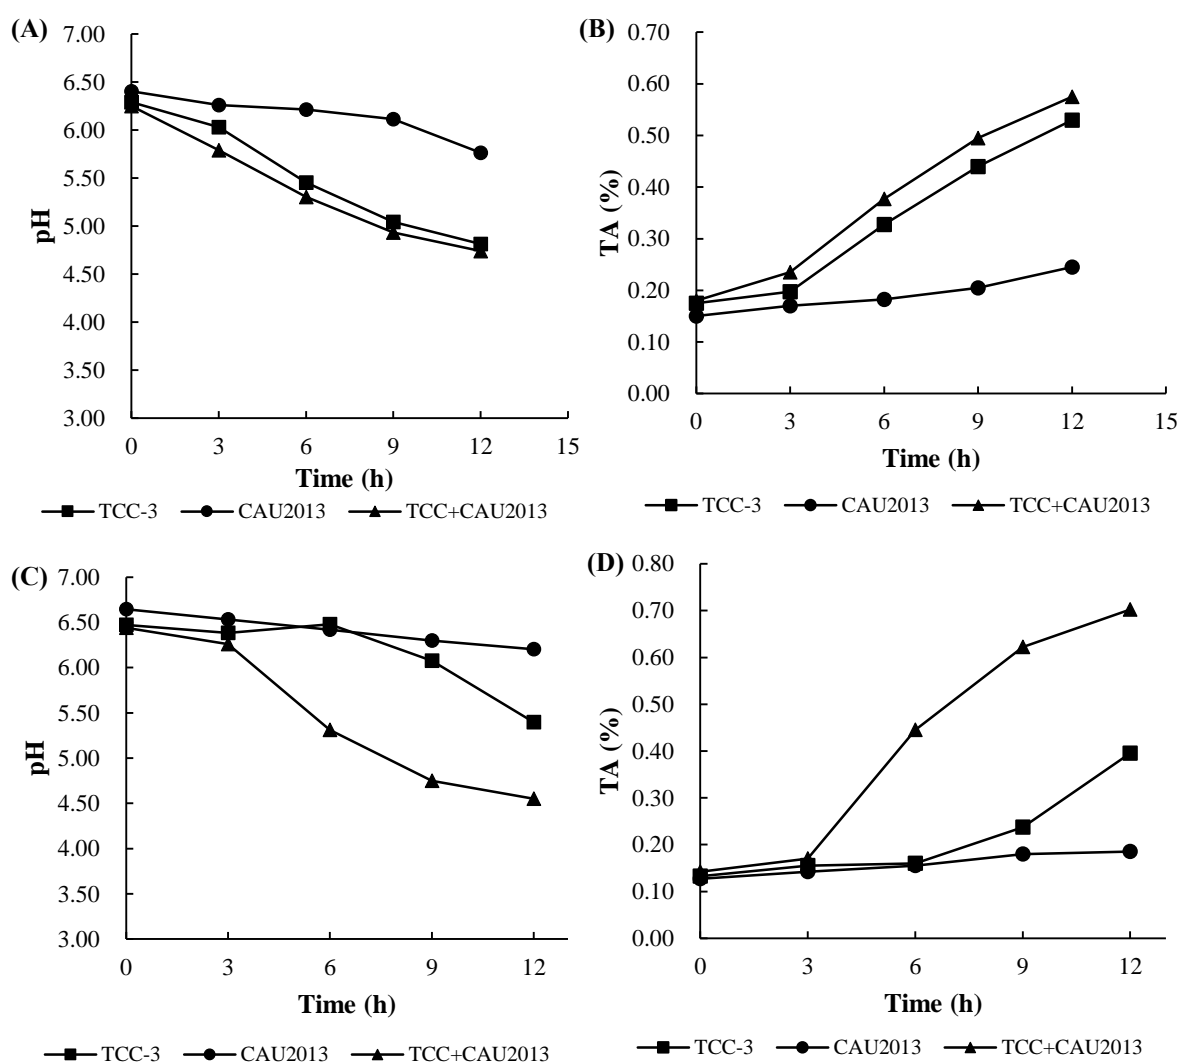 (A)
7.00
6.50
6.00
5.50
5.00
4.50
4.00
3.50
3.00
pH
0 3 6 9 12 15
Time (h)
TCC-3 CAU2013 TCC+CAU2013
(B)
0.70
0.60
0.50
0.40
0.30
0.20
0.10
0.00
TA (%)
0 3 6 9 12 15
Time (h)
TCC-3 CAU2013 TCC+CAU2013
(C)
7.00
6.50
6.00
5.50
5.00
4.50
4.00
3.50
3.00
pH
0 3 6 9 12
Time (h)
TCC-3 CAU2013 TCC+CAU2013
(D)
0.80
0.70
0.60
0.50
0.40
0.30
0.20
0.10
0.00
TA (%)
0 3 6 9 12
Time (h)
TCC-3 CAU2013 TCC+CAU2013